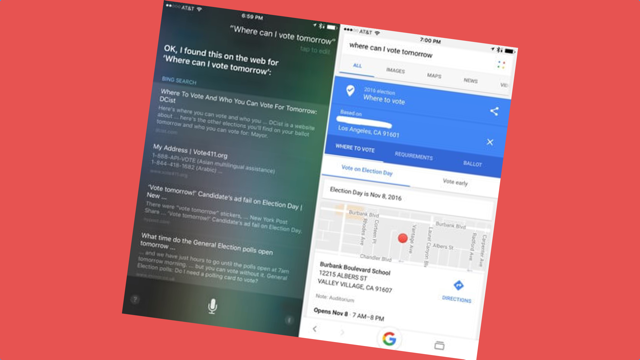 AT&T
6:59 PM
"Where can I vote tomorrow"
tap to edit
OK, I found this on the web for
'Where can I vote tomorrow':
BING SEARCH
Where To Vote And Who You Can Vote For Tomorrow:
DCist
Here's where you can vote and who you ... DCist is a website
about ... here's the other elections you'll find on your ballot
tomorrow and who you can vote for: Mayor.
My Address | Vote411.org
1-888-API-VOTE (Asian multilingual assistance)
1-844-418-1682 (Arabic) ...
'Vote tomorrow!' Candidate's ad fail on Election Day |
New ...
There were "vote tomorrow" stickers, ... New York Post
Share ... 'Vote tomorrow!' Candidate's ad fail on Election
Day.
What time do the General Election polls open
tomorrow ...
... and we have just hours to go until the polls open at 7am
tomorrow morning. ... but you can vote without it. General
Election polls: Do I need a polling card to vote?
?
AT&T
7:00 PM
where can I vote tomorrow
ALL
IMAGES
MAPS
NEWS
2016 election
Where to vote
Based on
Los Angeles, CA 91601
WHERE TO VOTE
REQUIREMENTS
BALLOT
Vote on Election Day
Vote early
Election Day is Nov 8, 2016
Burbank Blvd
Burbank Blvd
Albers St
Chandler Blvd
Burbank Boulevard School
12215 ALBERS ST
VALLEY VILLAGE, CA 91607
DIRECTIONS
Note: Auditorium
Opens Nov 8 · 7 AM–8 PM
G